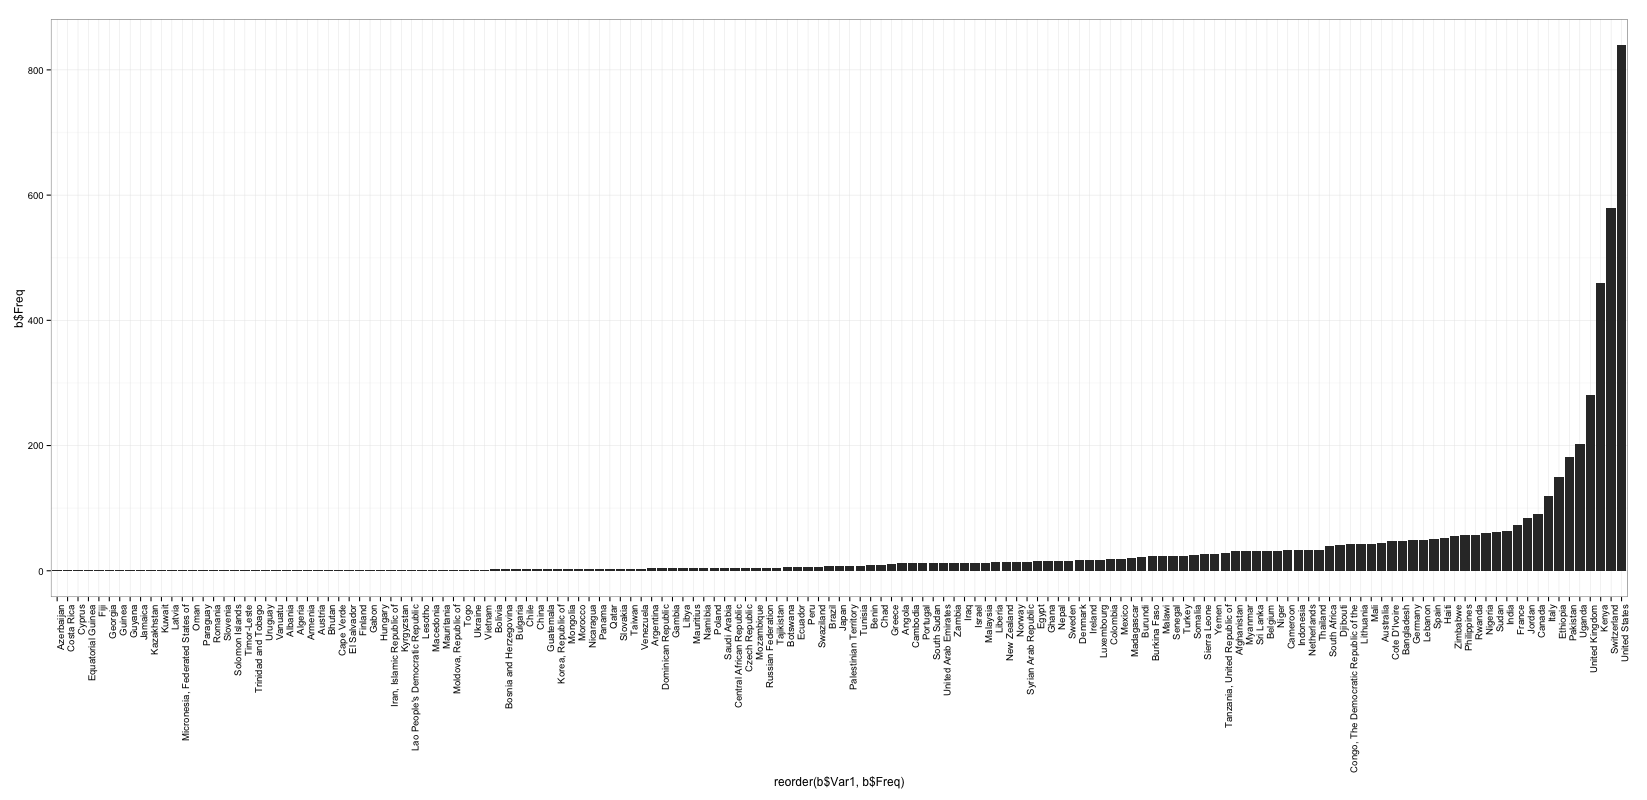 800
600
400
200
0
b$Freq
Azerbaijan
Costa Rica
Cyprus
Equatorial Guinea
Fiji
Georgia
Guinea
Guyana
Jamaica
Kazakhstan
Kuwait
Latvia
Micronesia, Federated States of
Oman
Paraguay
Romania
Slovenia
Solomon Islands
Timor-Leste
Trinidad and Tobago
Uruguay
Vanuatu
Albania
Algeria
Armenia
Austria
Bhutan
Cape Verde
El Salvador
Finland
Gabon
Hungary
Iran, Islamic Republic of
Kyrgyzstan
Lao People's Democratic Republic
Lesotho
Macedonia
Mauritania
Moldova, Republic of
Togo
Ukraine
Vietnam
Bolivia
Bosnia and Herzegovina
Bulgaria
Chile
China
Guatemala
Korea, Republic of
Mongolia
Morocco
Nicaragua
Panama
Qatar
Slovakia
Taiwan
Venezuela
Argentina
Dominican Republic
Gambia
Libya
Mauritius
Namibia
Poland
Saudi Arabia
Central African Republic
Czech Republic
Mozambique
Russian Federation
Tajikistan
Botswana
Ecuador
Peru
Swaziland
Brazil
Japan
Palestinian Territory
Tunisia
Benin
Chad
Greece
Angola
Cambodia
Portugal
South Sudan
United Arab Emirates
Zambia
Iraq
Israel
Malaysia
Liberia
New Zealand
Norway
Syrian Arab Republic
Egypt
Ghana
Nepal
Sweden
Denmark
Ireland
Luxembourg
Colombia
Mexico
Madagascar
Burundi
Burkina Faso
Malawi
Senegal
Turkey
Somalia
Sierra Leone
Yemen
Tanzania, United Republic of
Afghanistan
Myanmar
Sri Lanka
Belgium
Niger
Cameroon
Indonesia
Netherlands
Thailand
South Africa
Djibouti
Congo, The Democratic Republic of the
Lithuania
Mali
Australia
Cote D'Ivoire
Bangladesh
Germany
Lebanon
Spain
Haiti
Zimbabwe
Philippines
Rwanda
Nigeria
Sudan
India
France
Jordan
Canada
Italy
Ethiopia
Pakistan
Uganda
United Kingdom
Kenya
Switzerland
United States
reorder(b$Var1, b$Freq)